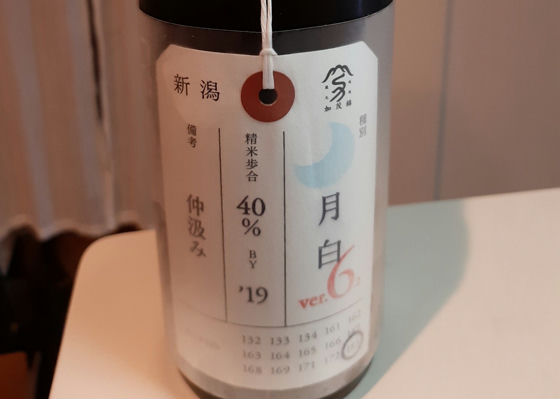 新潟
加茂錦
種別
月白
ver.6
精米歩合
40%
BY
'19
備考
仲汲み
132 133 134 161 162
163 164 165 166
168 169 171 172